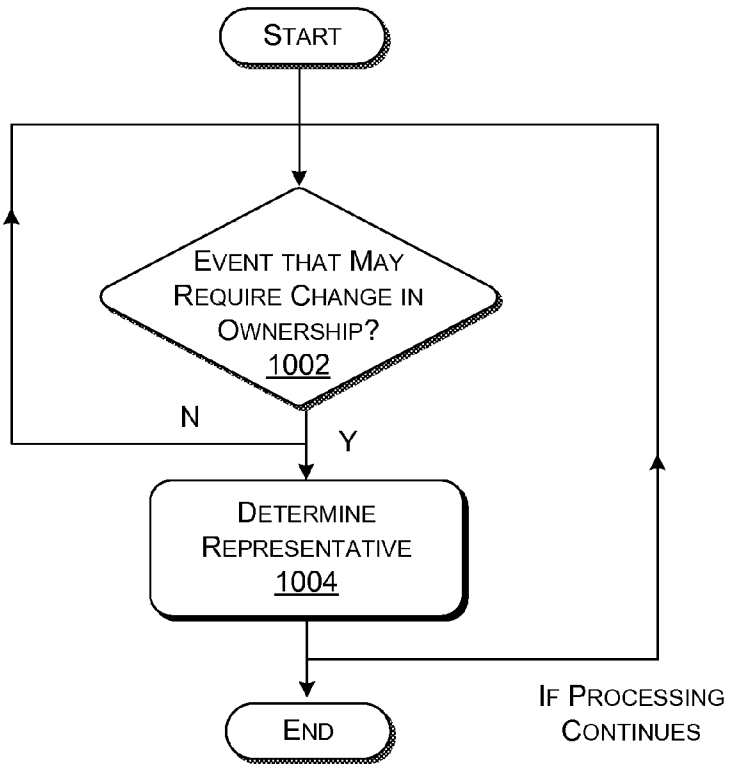 START
EVENT THAT MAY
REQUIRE CHANGE IN
OWNERSHIP?
1002
N
Y
DETERMINE
REPRESENTATIVE
1004
IF PROCESSING
CONTINUES
END